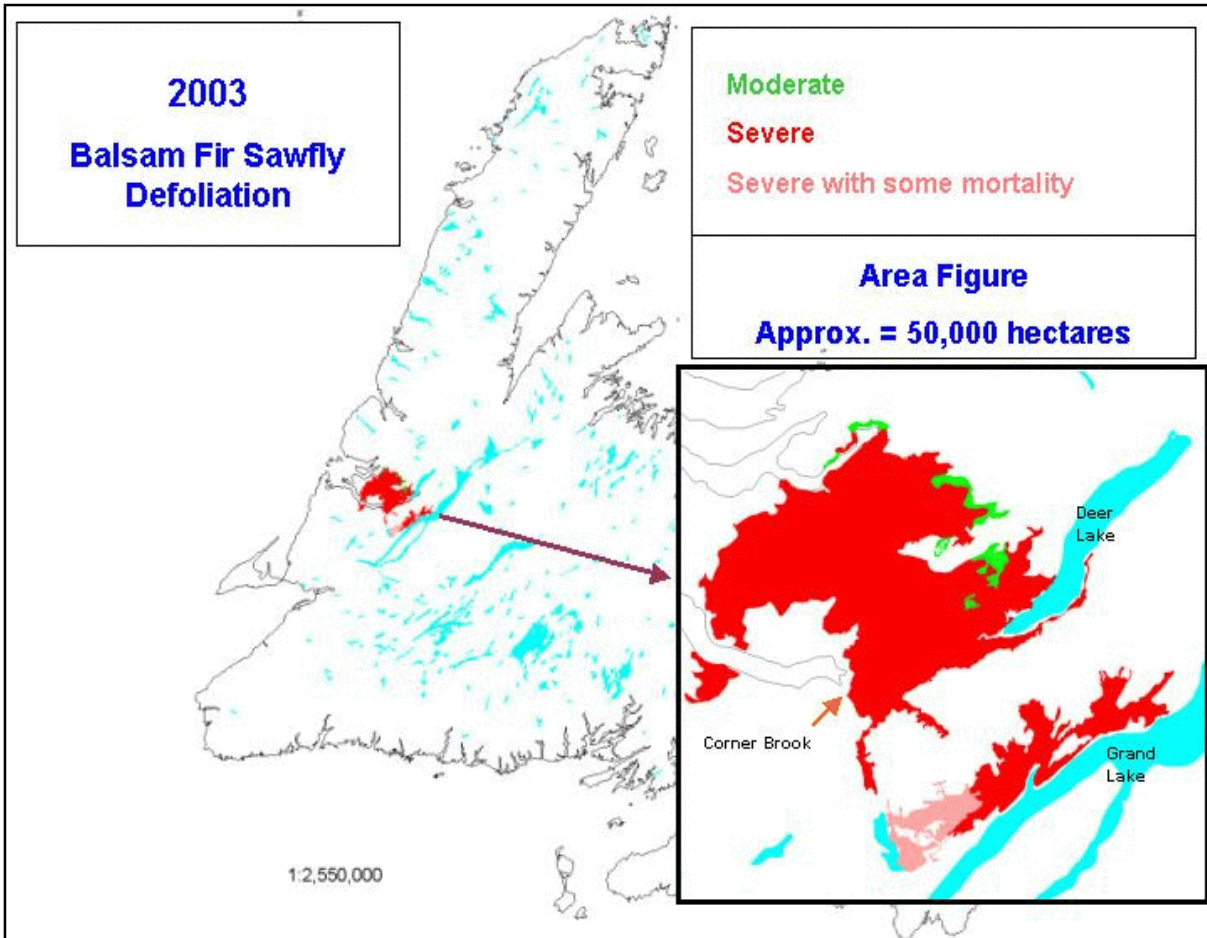 2003
Balsam Fir Sawfly
Defoliation
Moderate
Severe
Severe with some mortality
Area Figure
Approx. = 50,000 hectares
Deer
Lake
Corner Brook
Grand
Lake
1:2,550,000